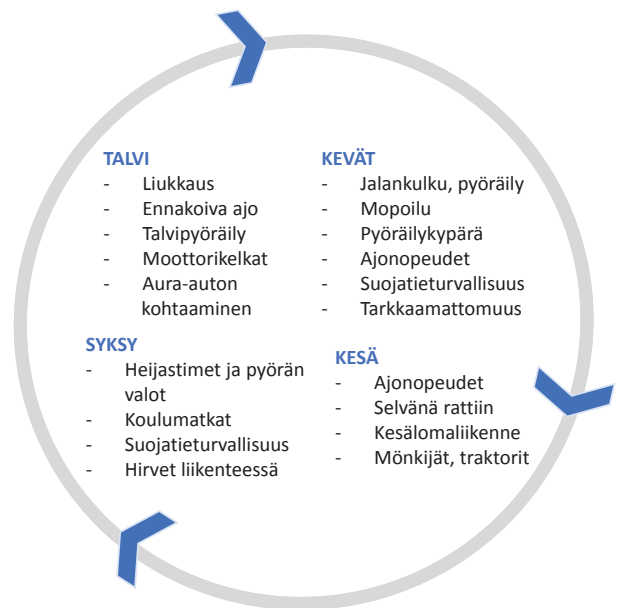 TALVI
- Liukkaus
- Ennakoiva ajo
- Talvipyöräily
- Moottorikelkat
- Aura-auton
kohtaaminen
KEVÄT
- Jalankulku, pyöräily
- Mopoilu
- Pyöräilykypärä
- Ajonopeudet
- Suojatieturvallisuus
- Tarkkaamattomuus
SYKSY
- Heijastimet ja pyörän
valot
- Koulumatkat
- Suojatieturvallisuus
- Hirvet liikenteessä
KESÄ
- Ajonopeudet
- Selvänä rattiin
- Kesälomaliikenne
- Mönkijät, traktorit